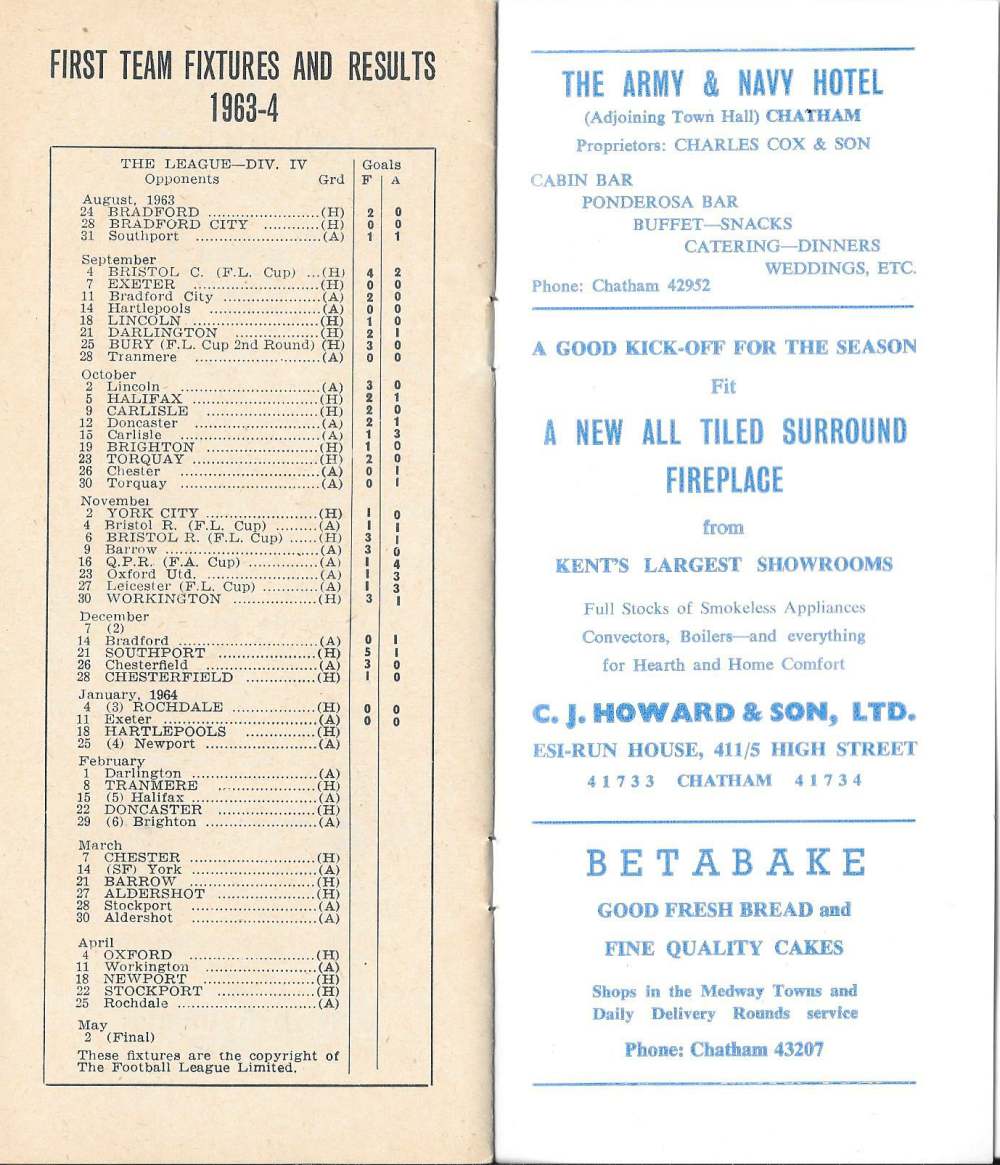 FIRST TEAM FIXTURES AND RESULTS
1963-4
THE LEAGUE—DIV. IV Goals
Opponents Grd F A
August, 1963
24 BRADFORD ........................(H) 2 0
28 BRADFORD CITY ............(H) 0 0
31 Southport ...........................(A) 1 1
September
4 BRISTOL C. (F.L. Cup) ...(H) 4 2
7 EXETER ...........................(H) 0 0
11 Bradford City .....................(A) 2 0
14 Hartlepools ........................(A) 0 0
18 LINCOLN ...........................(H) 1 0
21 DARLINGTON ..................(H) 2 1
25 BURY (F.L. Cup 2nd Round) (H) 3 0
28 Tranmere ...........................(A) 0 0
October
2 Lincoln ..............................(A) 3 0
5 HALIFAX ...........................(H) 2 1
9 CARLISLE ........................(H) 2 0
12 Doncaster ...........................(A) 2 1
15 Carlisle ..............................(A) 1 3
19 BRIGHTON ........................(H) 1 0
23 TORQUAY ...........................(H) 2 0
26 Chester ..............................(A) 0 1
30 Torquay ..............................(A) 0 1
November
2 YORK CITY ........................(H) 1 0
4 Bristol R. (F.L. Cup) .........(A) 1 1
6 BRISTOL R. (F.L. Cup) ......(H) 3 1
9 Barrow .................................(A) 3 0
16 Q.P.R. (F.A. Cup) ...............(A) 1 4
23 Oxford Utd. ........................(A) 1 3
27 Leicester (F.L. Cup) ............(A) 1 3
30 WORKINGTON ..................(H) 3 1
December
7 (2)
14 Bradford ..............................(A) 0 1
21 SOUTHPORT .....................(H) 5 1
26 Chesterfield ........................(A) 3 0
28 CHESTERFIELD ...............(H) 1 0
January, 1964
4 (3) ROCHDALE ..................(H) 0 0
11 Exeter .................................(A) 0 0
18 HARTLEPOOLS ..................(H)
25 (4) Newport ........................(A)
February
1 Darlington ...........................(A)
8 TRANMERE .....................(H)
15 (5) Halifax ...........................(A)
22 DONCASTER .....................(H)
29 (6) Brighton ........................(A)
March
7 CHESTER ...........................(H)
14 (SF) York ...........................(A)
21 BARROW ...........................(H)
27 ALDERSHOT .....................(H)
28 Stockport ...........................(A)
30 Aldershot ...........................(A)
April
4 OXFORD ...........................(H)
11 Workington ........................(A)
18 NEWPORT ........................(H)
22 STOCKPORT .....................(H)
25 Rochdale ..............................(A)
May
2 (Final)
These fixtures are the copyright of
The Football League Limited.
THE ARMY & NAVY HOTEL
(Adjoining Town Hall) CHATHAM
Proprietors: CHARLES COX & SON
CABIN BAR
PONDEROSA BAR
BUFFET—SNACKS
CATERING—DINNERS
WEDDINGS, ETC.
Phone: Chatham 42952
A GOOD KICK-OFF FOR THE SEASON
Fit
A NEW ALL TILED SURROUND
FIREPLACE
from
KENT'S LARGEST SHOWROOMS
Full Stocks of Smokeless Appliances
Convectors, Boilers—and everything
for Hearth and Home Comfort
C. J. HOWARD & SON, LTD.
ESI-RUN HOUSE, 411/5 HIGH STREET
41733 CHATHAM 41734
BETABAKE
GOOD FRESH BREAD and
FINE QUALITY CAKES
Shops in the Medway Towns and
Daily Delivery Rounds service
Phone: Chatham 43207